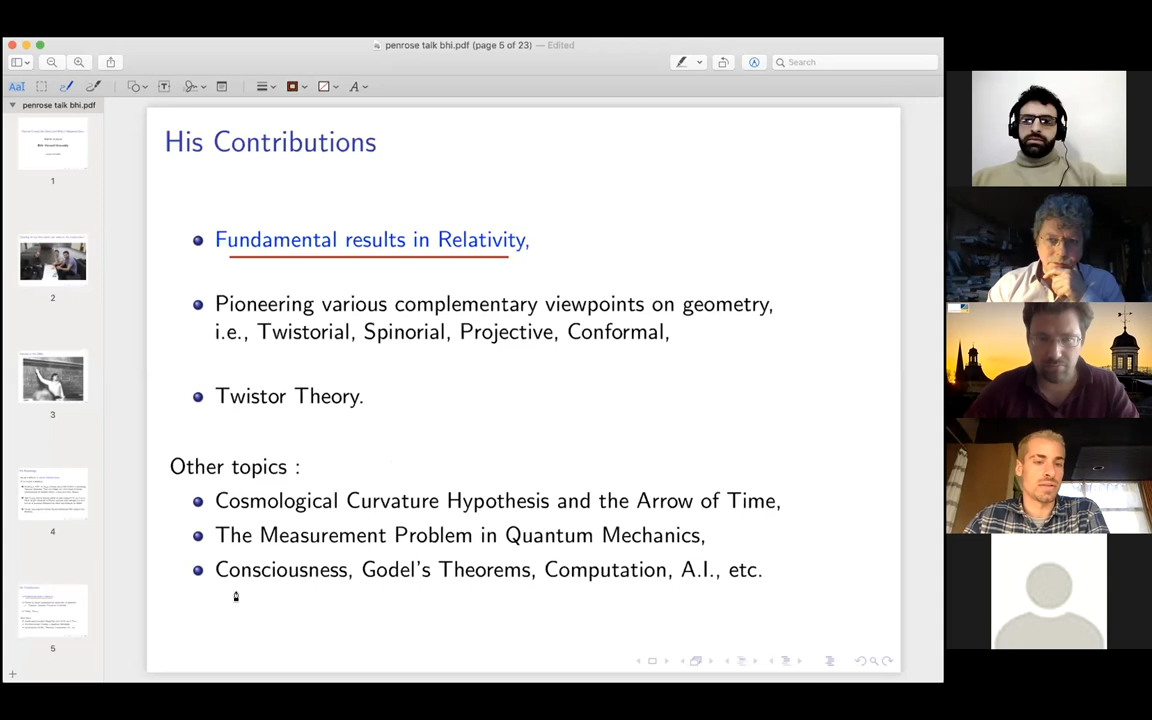 penrose talk bhi.pdf (page 5 of 23) — Edited
Search
AaI
A
penrose talk bhi.pdf
1
2
3
4
5
His Contributions
Fundamental results in Relativity,
Pioneering various complementary viewpoints on geometry,
i.e., Twistorial, Spinorial, Projective, Conformal,
Twistor Theory.
Other topics :
Cosmological Curvature Hypothesis and the Arrow of Time,
The Measurement Problem in Quantum Mechanics,
Consciousness, Godel's Theorems, Computation, A.I., etc.